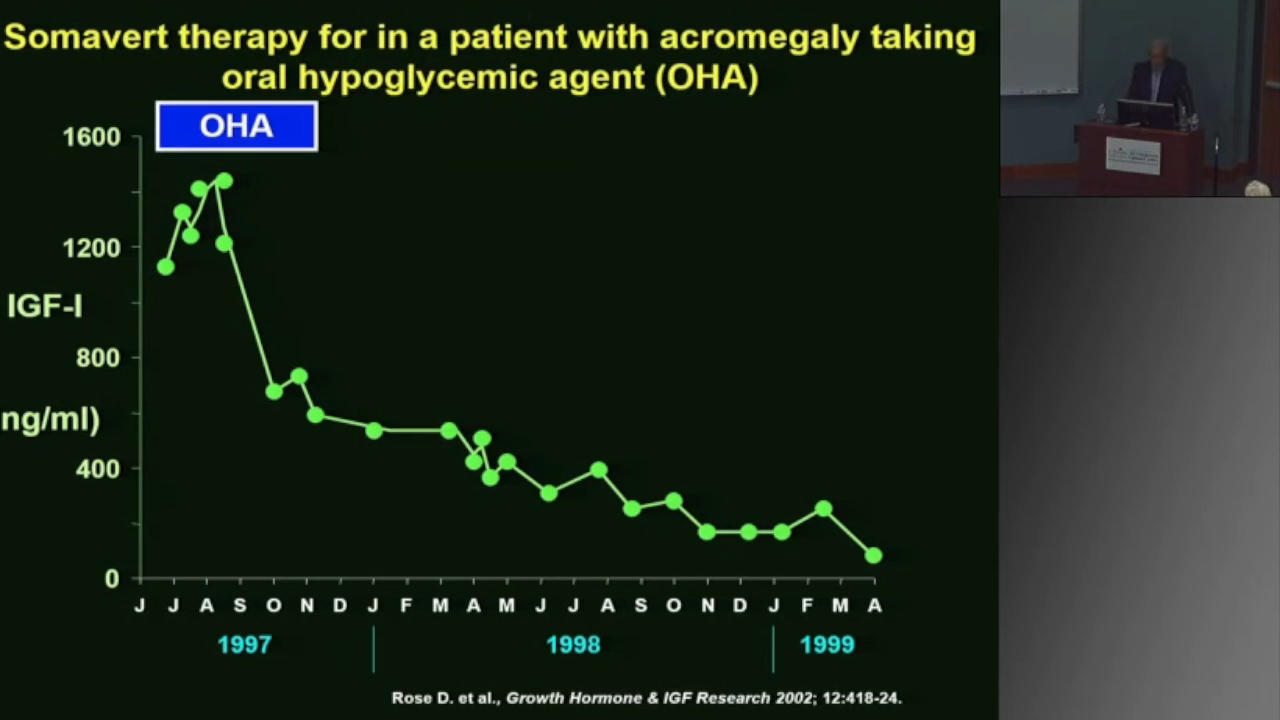 Somavert therapy for in a patient with acromegaly taking
oral hypoglycemic agent (OHA)
OHA
1600
1200
IGF-I
800
ng/ml)
400
0
J J A S O N D J F M A M J J A S O N D J F M A
1997 1998 1999
Rose D. et al., Growth Hormone & IGF Research 2002; 12:418-24.